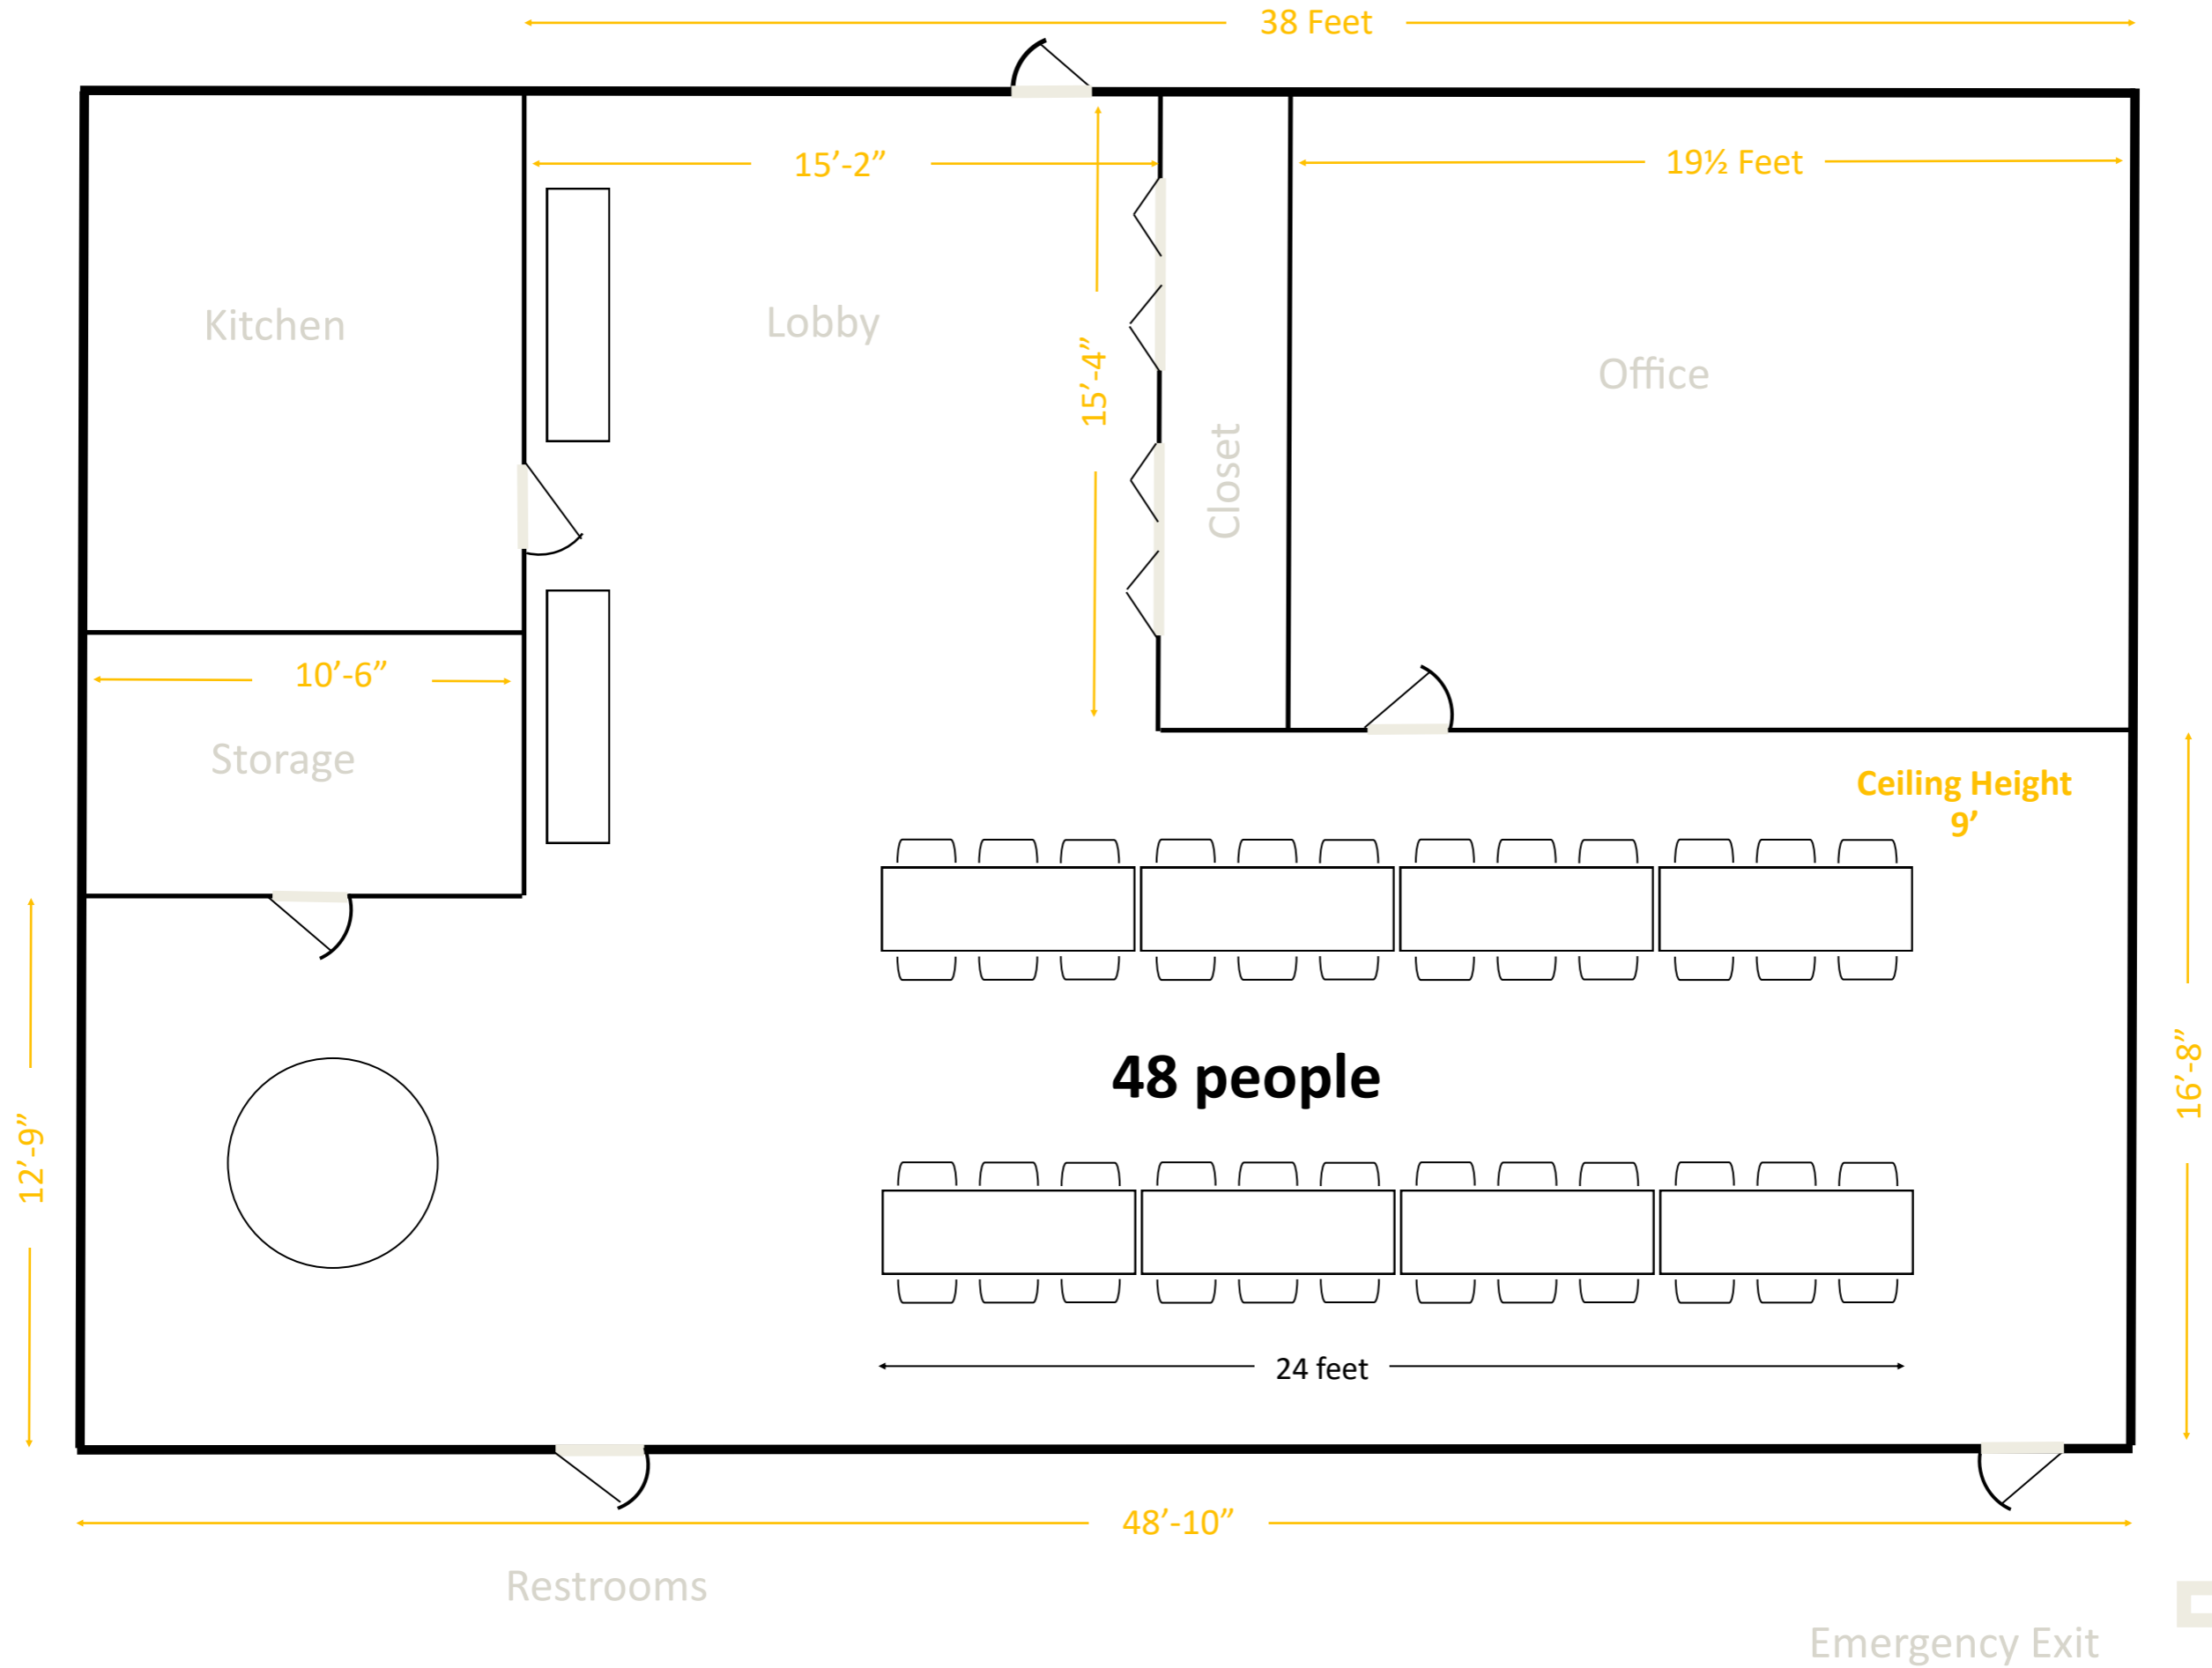 38 Feet
15’-2”
19½ Feet
Kitchen
Lobby
15’-4”
Office
Closet
10’-6”
Storage
Ceiling Height
9’
48 people
12’-9”
16’-8”
24 feet
48’-10”
Restrooms
Emergency Exit